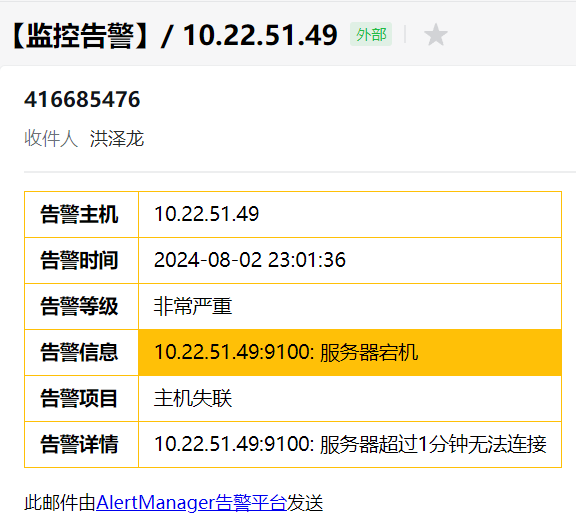 【监控告警】/ 10.22.51.49 外部
416685476
收件人 洪泽龙
告警主机 10.22.51.49
告警时间 2024-08-02 23:01:36
告警等级 非常严重
告警信息 10.22.51.49:9100: 服务器宕机
告警项目 主机失联
告警详情 10.22.51.49:9100: 服务器超过1分钟无法连接
此邮件由AlertManager告警平台发送